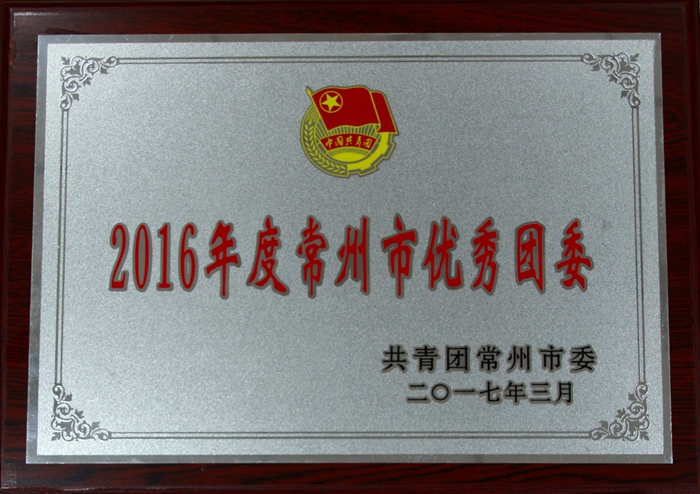 中国共青团
2016年度常州市优秀团委
共青团常州市委
二〇一七年三月